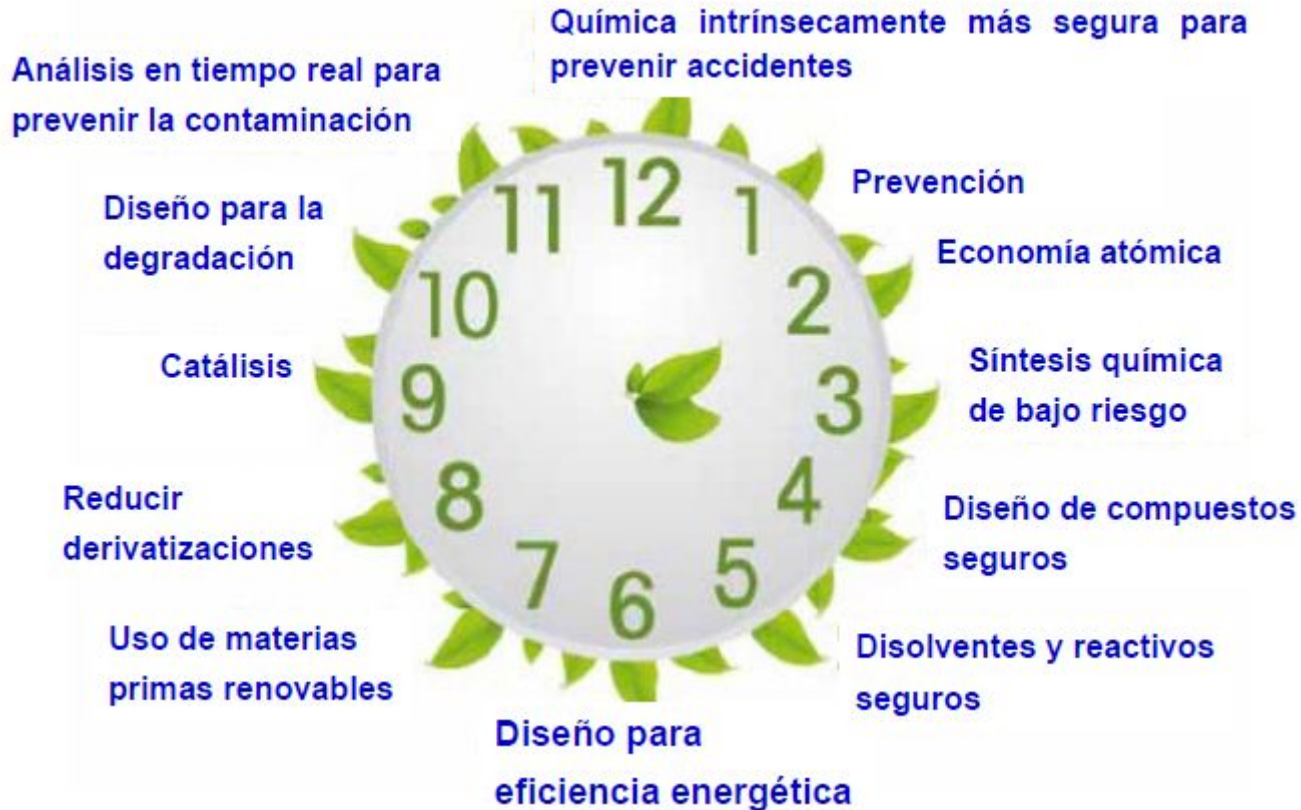 Química intrínsecamente más segura para
prevenir accidentes
Análisis en tiempo real para
prevenir la contaminación
Prevención
Diseño para la
degradación
Economía atómica
Catálisis
Síntesis química
de bajo riesgo
Reducir
derivatizaciones
Diseño de compuestos
seguros
Uso de materias
primas renovables
Disolventes y reactivos
seguros
Diseño para
eficiencia energética
12
1
2
3
4
5
6
7
8
9
10
11